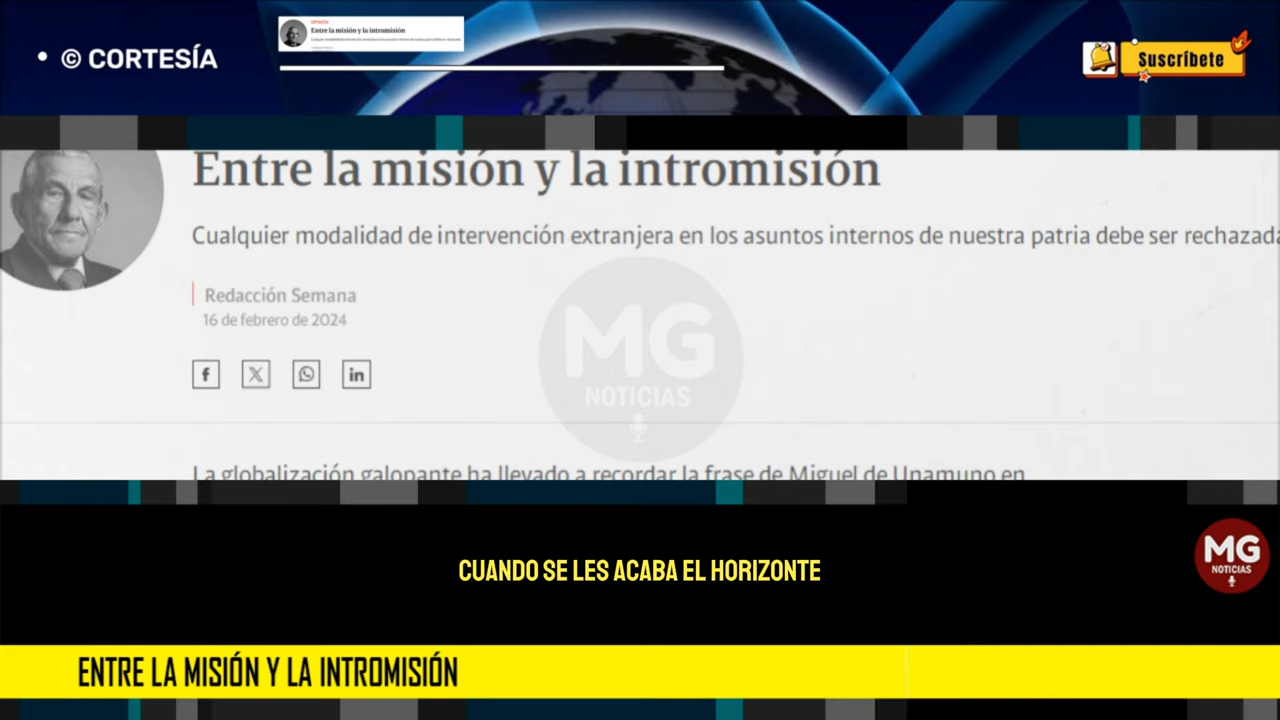 © CORTESÍA
OPINIÓN
Entre la misión y la intromisión
Suscríbete
Entre la misión y la intromisión
Cualquier modalidad de intervención extranjera en los asuntos internos de nuestra patria debe ser rechazada
Redacción Semana
16 de febrero de 2024
MG
NOTICIAS
La globalización galopante ha llevado a recordar la frase de Miguel de Unamuno en
CUANDO SE LES ACABA EL HORIZONTE
MG
NOTICIAS
ENTRE LA MISIÓN Y LA INTROMISIÓN